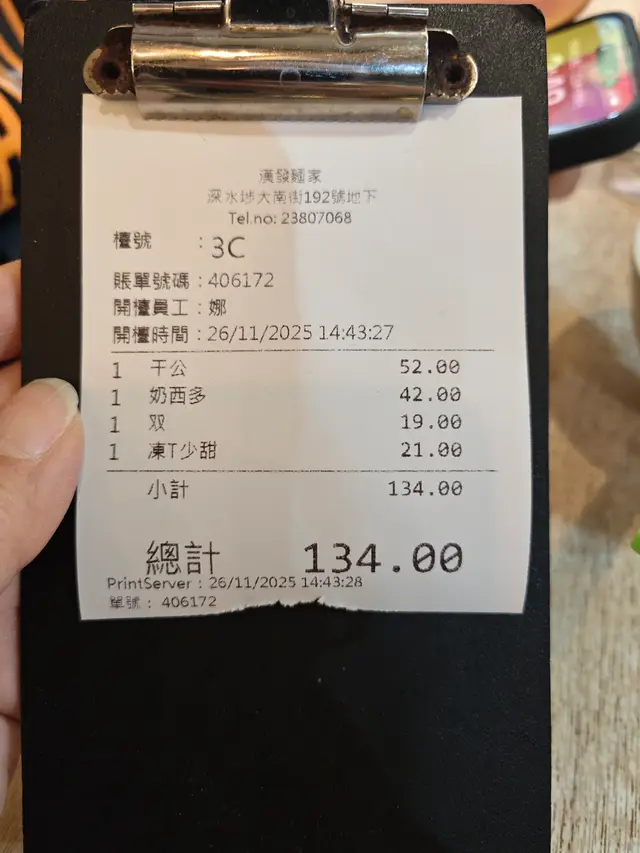 漢發麵家
深水埗大南街192號地下
Tel.no: 23807068
檯號 : 3C
賬單號碼 : 406172
開檯員工 : 娜
開檯時間 : 26/11/2025 14:43:27
1 干公 52.00
1 奶西多 42.00
1 双 19.00
1 凍T少甜 21.00
小計 134.00
總計 134.00
PrintServer : 26/11/2025 14:43:28
單號 : 406172